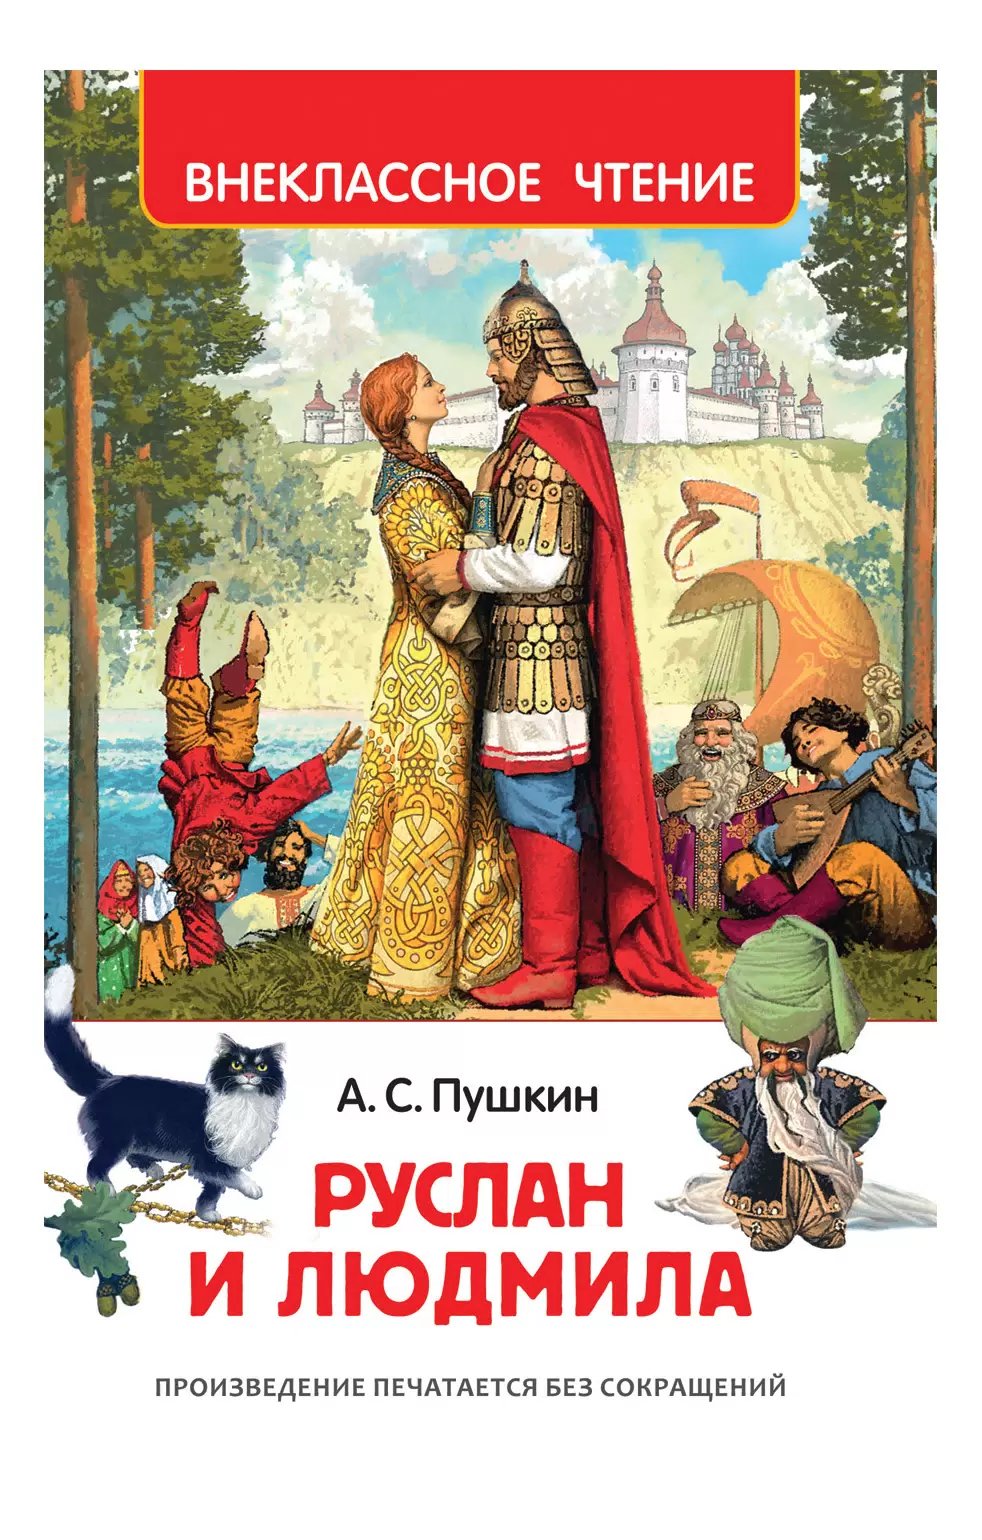 ВНЕКЛАССНОЕ ЧТЕНИЕ
А. С. Пушкин
РУСЛАН
И ЛЮДМИЛА
ПРОИЗВЕДЕНИЕ ПЕЧАТАЕТСЯ БЕЗ СОКРАЩЕНИЙ